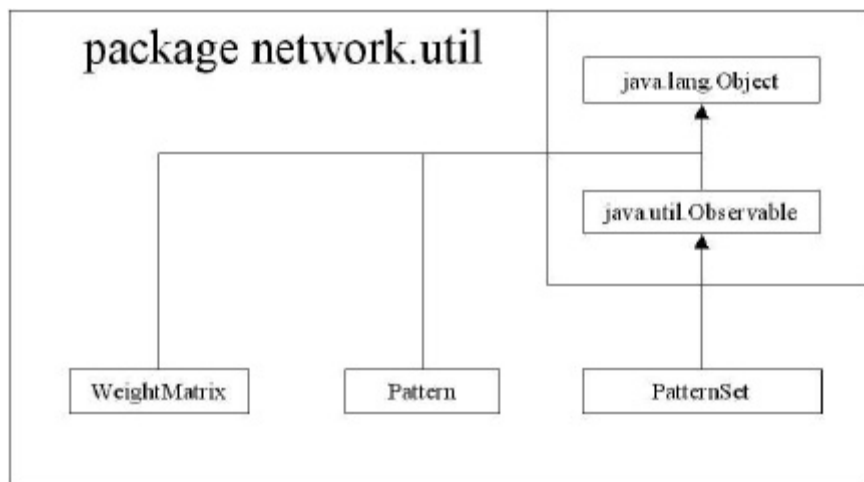 package network.util
java.lang.Object
java.util.Observable
WeightMatrix
Pattern
PatternSet